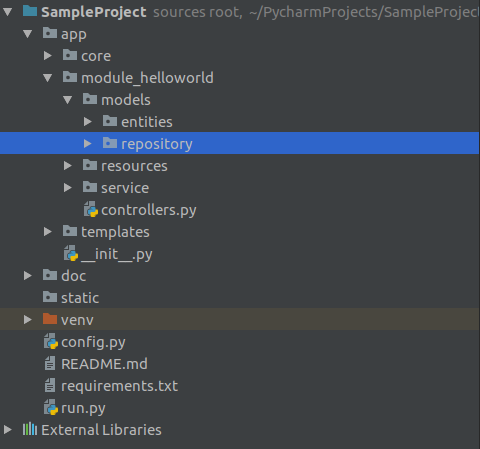 SampleProject sources root, ~/PycharmProjects/SampleProjec
app
core
module_helloworld
models
entities
repository
resources
service
controllers.py
templates
__init__.py
doc
static
venv
config.py
README.md
requirements.txt
run.py
External Libraries